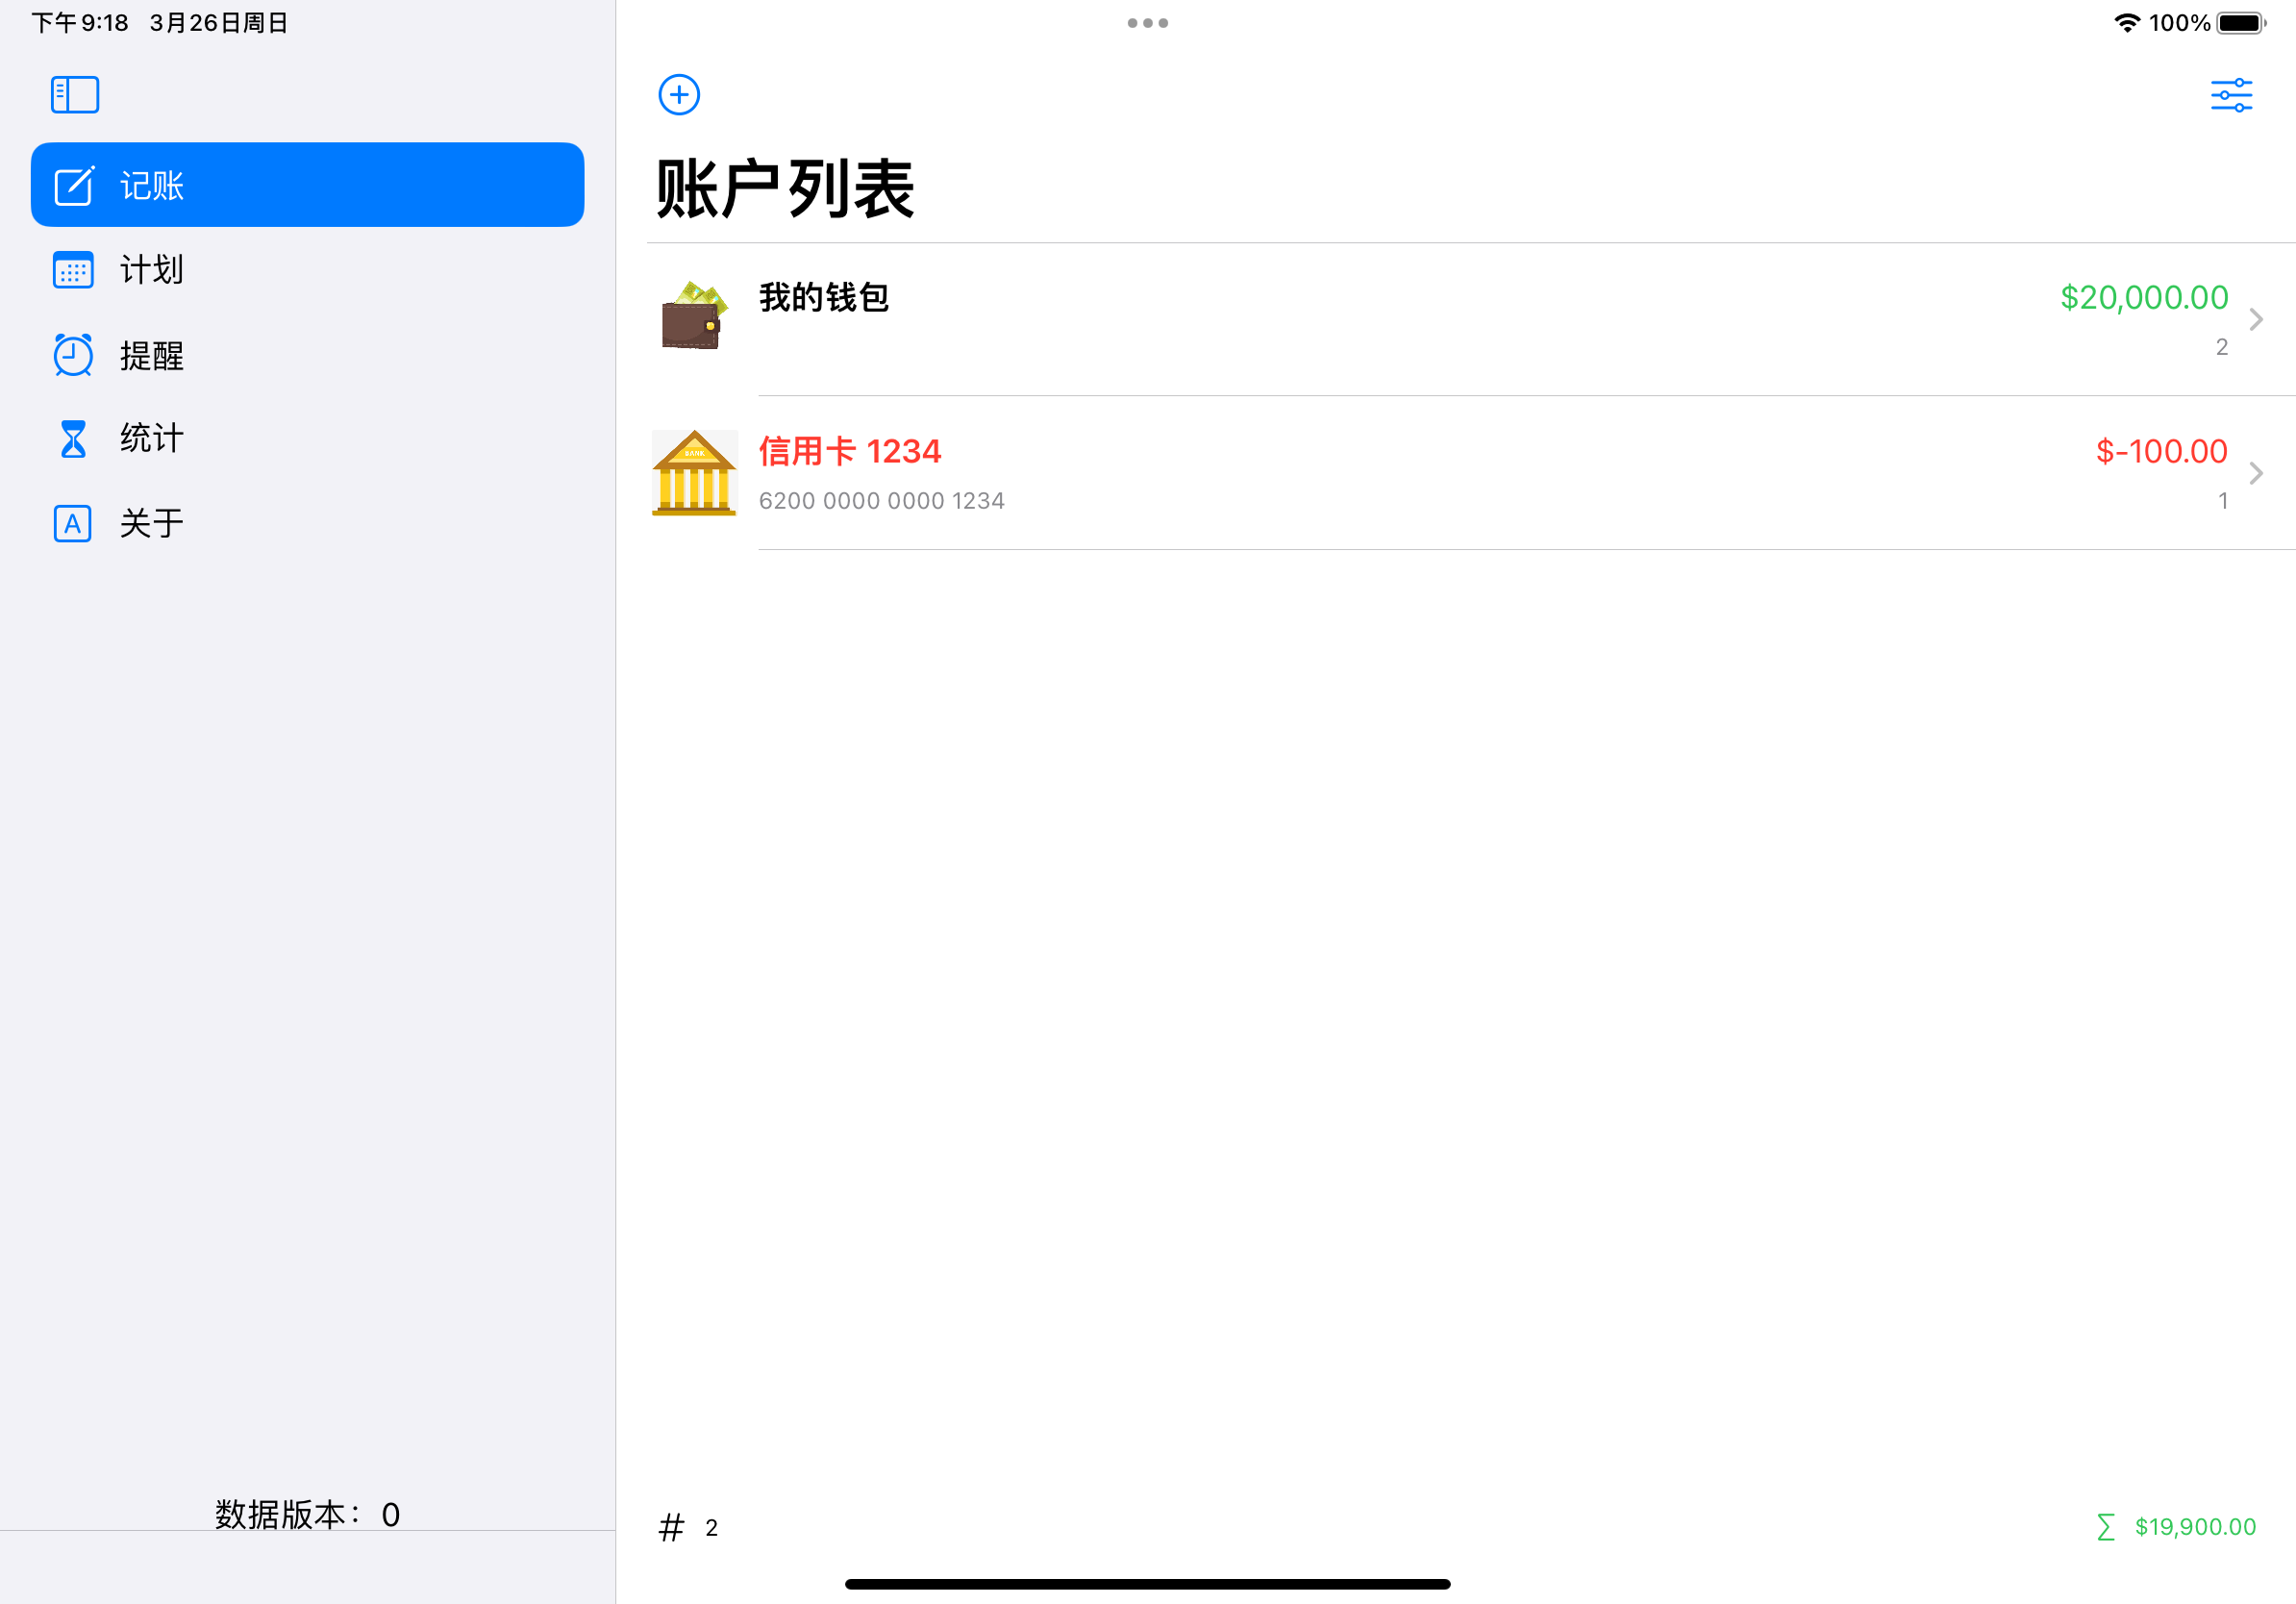 下午9:18 3月26日周日
100%
记账
计划
提醒
统计
A 关于
数据版本： 0
账户列表
我的钱包
$20,000.00
2
BANK
信用卡 1234
$-100.00
6200 0000 0000 1234
1
# 2
∑ $19,900.00